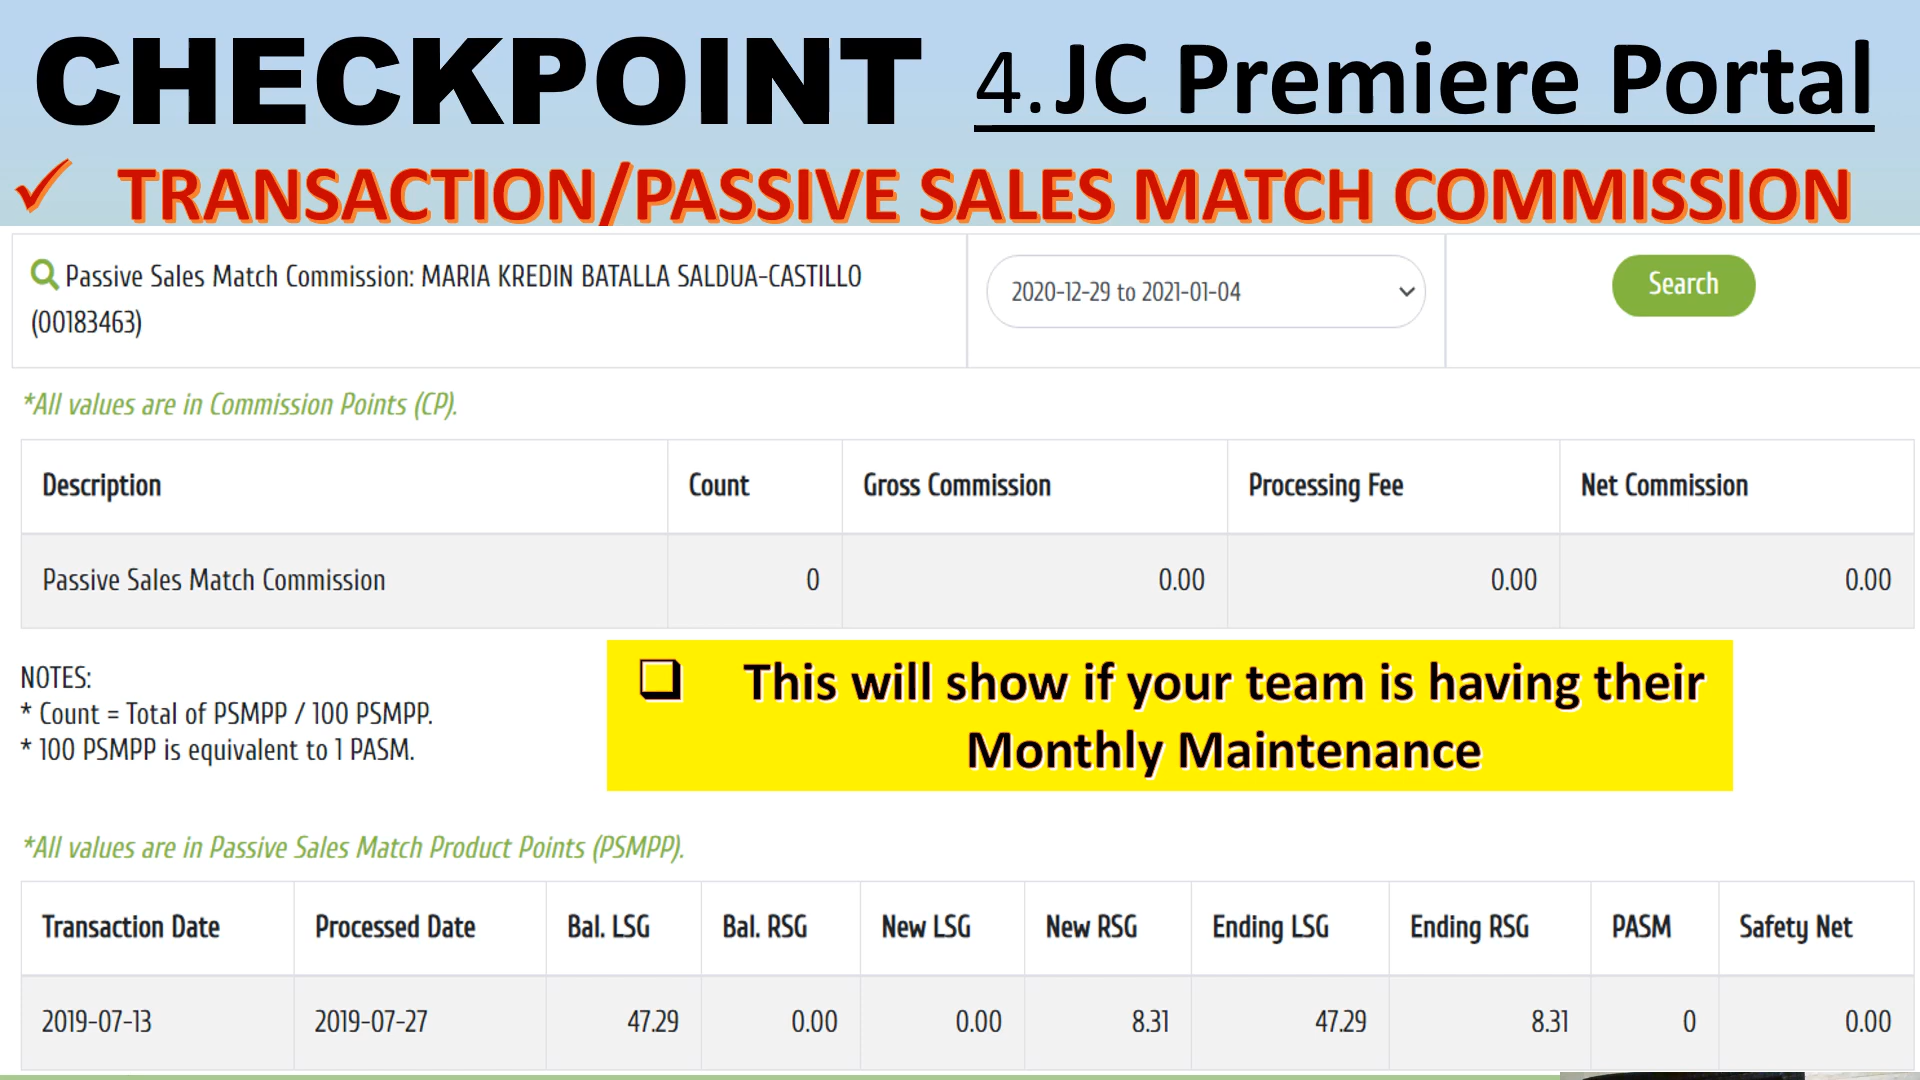 CHECKPOINT 4. JC Premiere Portal
TRANSACTION/PASSIVE SALES MATCH COMMISSION
Passive Sales Match Commission: MARIA KREDIN BATALLA SALDUA-CASTILLO
(00183463)
2020-12-29 to 2021-01-04
Search
*All values are in Commission Points (CP).
Description Count Gross Commission Processing Fee Net Commission
Passive Sales Match Commission 0 0.00 0.00 0.00
NOTES:
* Count = Total of PSMPP / 100 PSMPP.
* 100 PSMPP is equivalent to 1 PASM.
This will show if your team is having their
Monthly Maintenance
*All values are in Passive Sales Match Product Points (PSMPP).
Transaction Date Processed Date Bal. LSG Bal. RSG New LSG New RSG Ending LSG Ending RSG PASM Safety Net
2019-07-13 2019-07-27 47.29 0.00 0.00 8.31 47.29 8.31 0 0.00